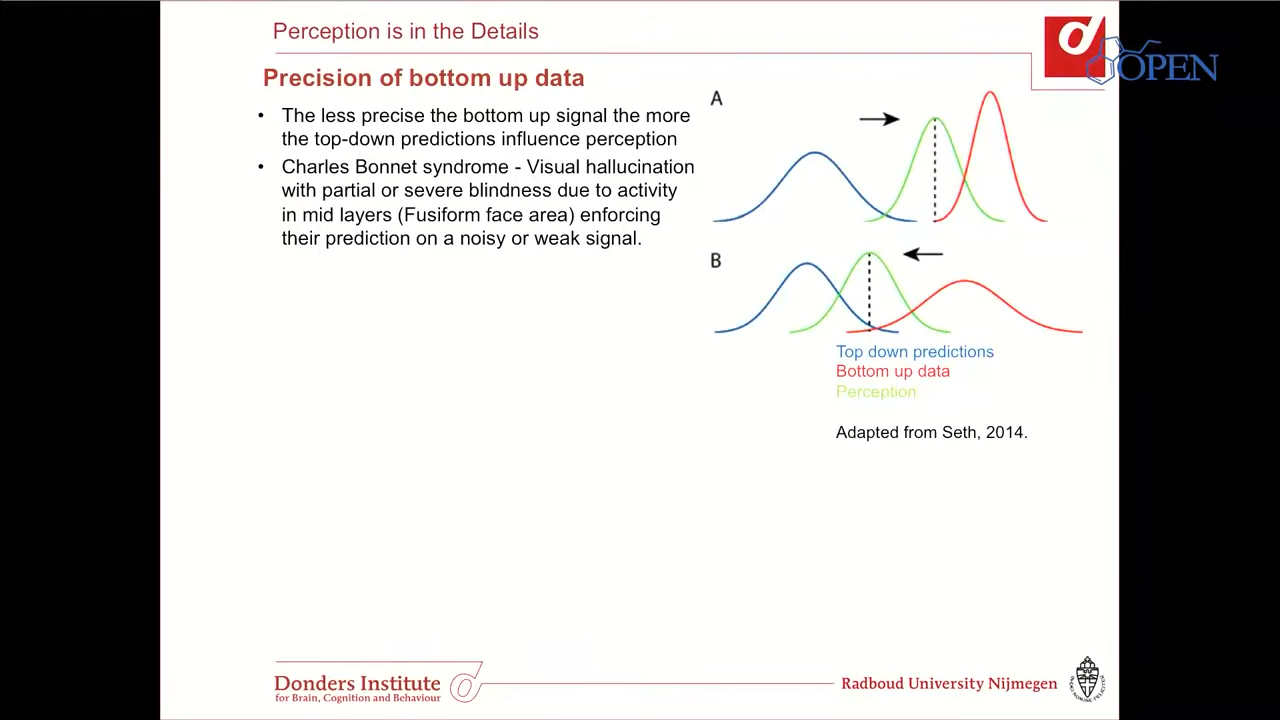 Perception is in the Details
OPEN
Precision of bottom up data
• The less precise the bottom up signal the more
the top-down predictions influence perception
• Charles Bonnet syndrome - Visual hallucination
with partial or severe blindness due to activity
in mid layers (Fusiform face area) enforcing
their prediction on a noisy or weak signal.
A
B
Top down predictions
Bottom up data
Perception
Adapted from Seth, 2014.
Donders Institute
for Brain, Cognition and Behaviour
Radboud University Nijmegen